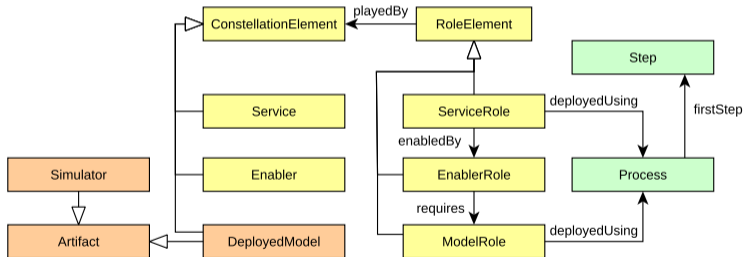 playedBy
ConstellationElement
RoleElement
Step
Service
ServiceRole
deployedUsing
firstStep
enabledBy
Simulator
Enabler
EnablerRole
Process
requires
Artifact
DeployedModel
ModelRole
deployedUsing